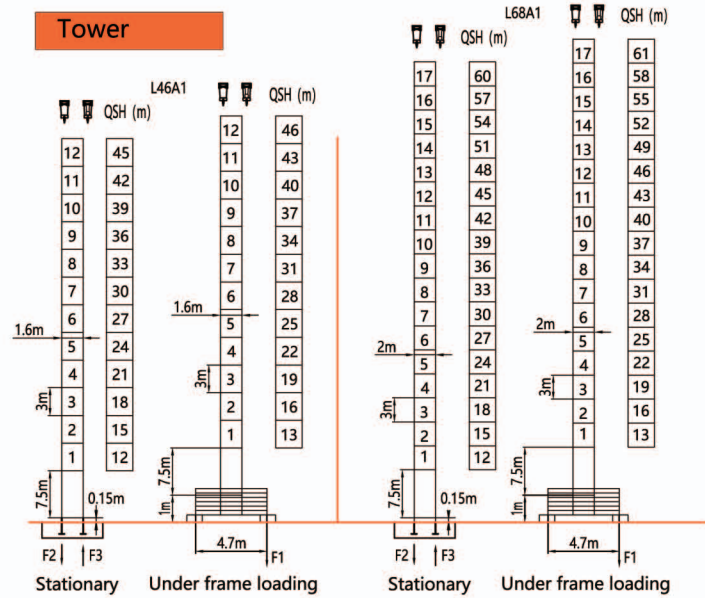 Tower
L46A1
QSH (m)
QSH (m)
12 45
11 42
10 39
9 36
8 33
7 30
6 27
5 24
4 21
3 18
2 15
1 12
1.6m
3m
7.5m
0.15m
F2
F3
Stationary
12 46
11 43
10 40
9 37
8 34
7 31
6 28
5 25
4 22
3 19
2 16
1 13
1.6m
3m
7.5m
1m
4.7m
F1
Under frame loading
L68A1
QSH (m)
QSH (m)
17 60
16 57
15 54
14 51
13 48
12 45
11 42
10 39
9 36
8 33
7 30
6 27
5 24
4 21
3 18
2 15
1 12
2m
3m
7.5m
0.15m
F2
F3
Stationary
17 61
16 58
15 55
14 52
13 49
12 46
11 43
10 40
9 37
8 34
7 31
6 28
5 25
4 22
3 19
2 16
1 13
2m
3m
7.5m
1m
4.7m
F1
Under frame loading